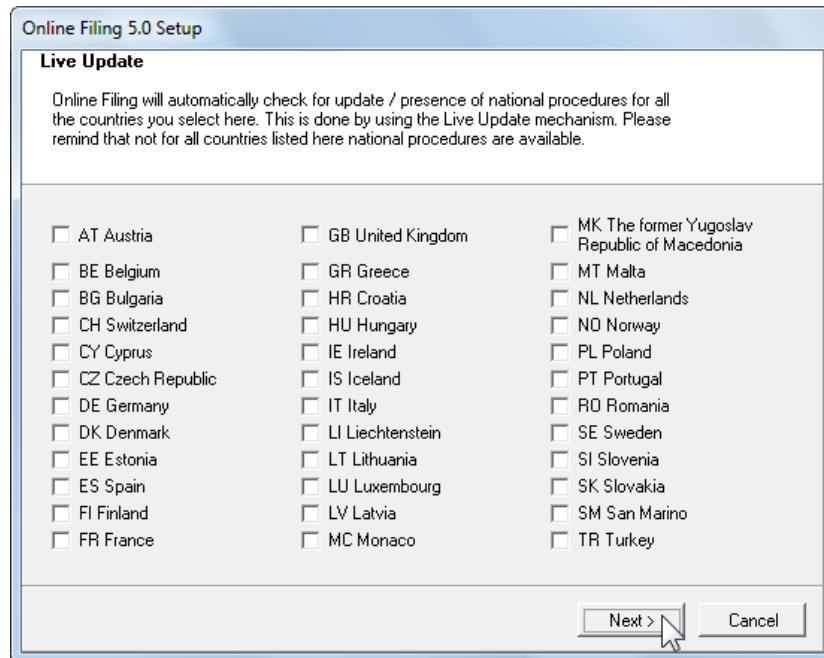 Online Filing 5.0 Setup
Live Update
Online Filing will automatically check for update / presence of national procedures for all
the countries you select here. This is done by using the Live Update mechanism. Please
remind that not for all countries listed here national procedures are available.
AT Austria
BE Belgium
BG Bulgaria
CH Switzerland
CY Cyprus
CZ Czech Republic
DE Germany
DK Denmark
EE Estonia
ES Spain
FI Finland
FR France
GB United Kingdom
GR Greece
HR Croatia
HU Hungary
IE Ireland
IS Iceland
IT Italy
LI Liechtenstein
LT Lithuania
LU Luxembourg
LV Latvia
MC Monaco
MK The former Yugoslav
Republic of Macedonia
MT Malta
NL Netherlands
NO Norway
PL Poland
PT Portugal
RO Romania
SE Sweden
SI Slovenia
SK Slovakia
SM San Marino
TR Turkey
Next >
Cancel